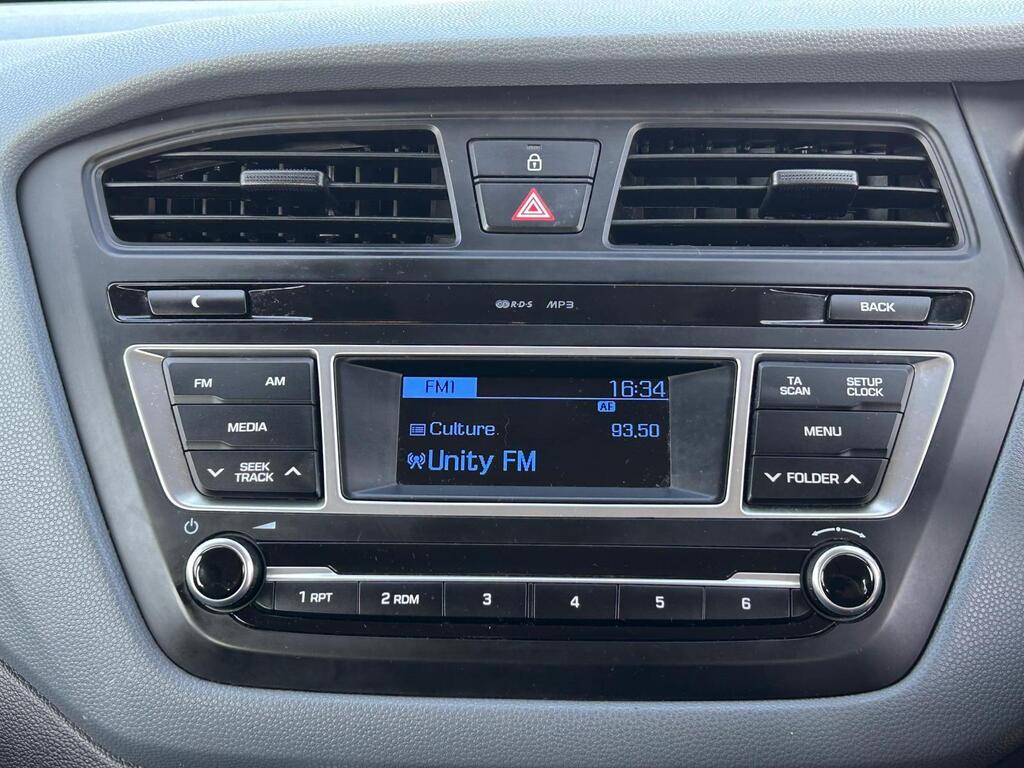 R·D·S MP3
BACK
FM AM
MEDIA
SEEK
TRACK
FM1 16:34
AF
Culture 93.50
Unity FM
TA
SCAN
SETUP
CLOCK
MENU
FOLDER
1 RPT 2 RDM 3 4 5 6